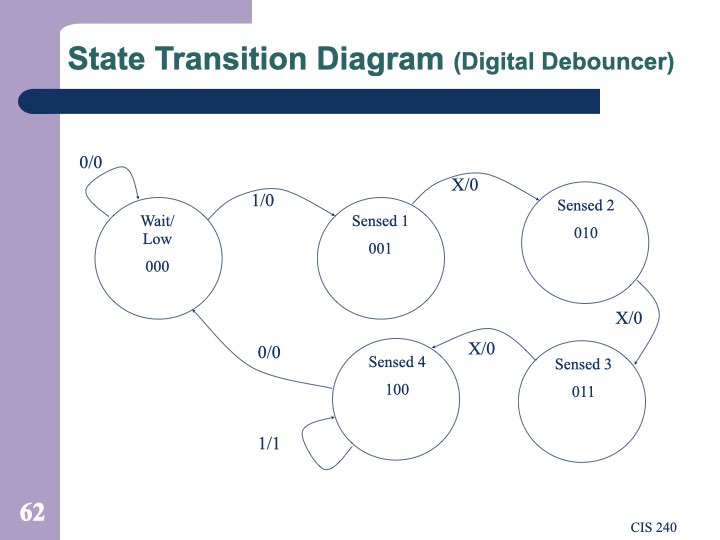 State Transition Diagram (Digital Debouncer)
0/0
1/0
X/0
Wait/
Low
000
Sensed 1
001
Sensed 2
010
X/0
0/0
X/0
Sensed 4
100
Sensed 3
011
1/1
62
CIS 240